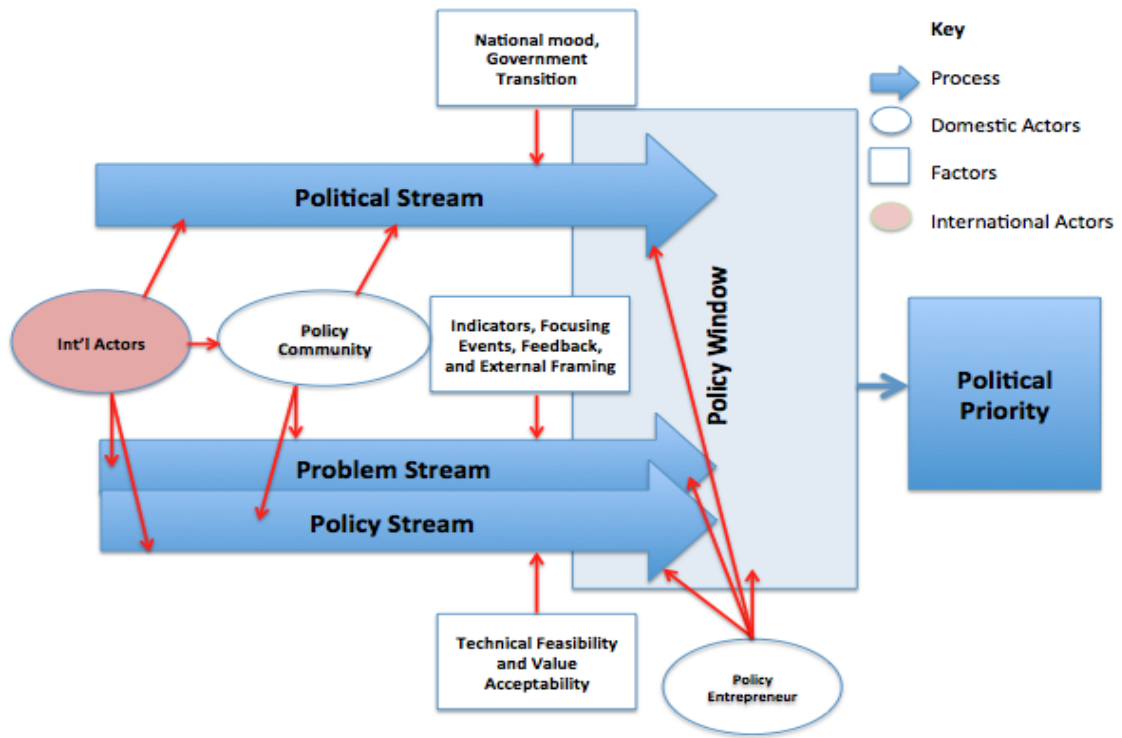 National mood,
Government
Transition
Key
Process
Domestic Actors
Factors
International Actors
Political Stream
Int'l Actors
Policy
Community
Indicators, Focusing
Events, Feedback,
and External Framing
Policy Window
Political
Priority
Problem Stream
Policy Stream
Technical Feasibility
and Value
Acceptability
Policy
Entrepreneur